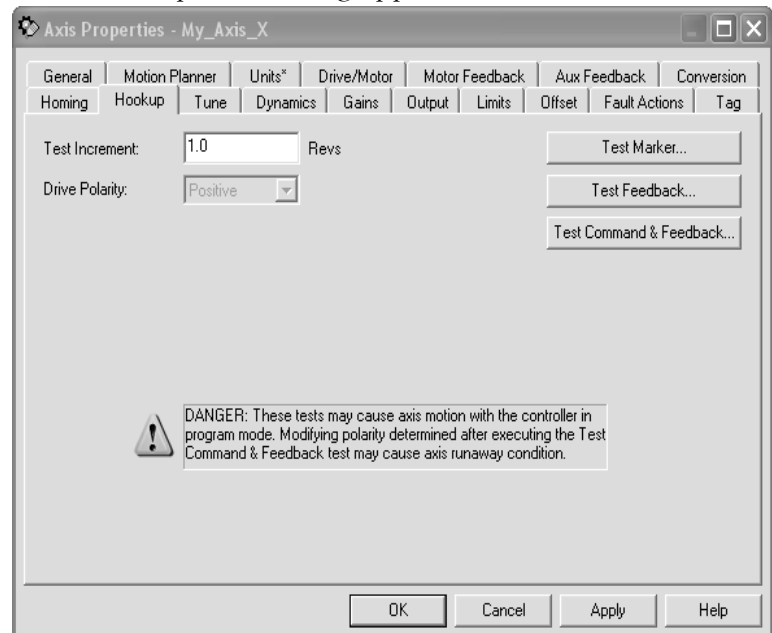 Axis Properties - My_Axis_X
General Motion Planner Units* Drive/Motor Motor Feedback Aux Feedback Conversion
Homing Hookup Tune Dynamics Gains Output Limits Offset Fault Actions Tag
Test Increment: 1.0 Revs Test Marker...
Drive Polarity: Positive Test Feedback...
Test Command & Feedback...
DANGER: These tests may cause axis motion with the controller in
program mode. Modifying polarity determined after executing the Test
Command & Feedback test may cause axis runaway condition.
OK Cancel Apply Help